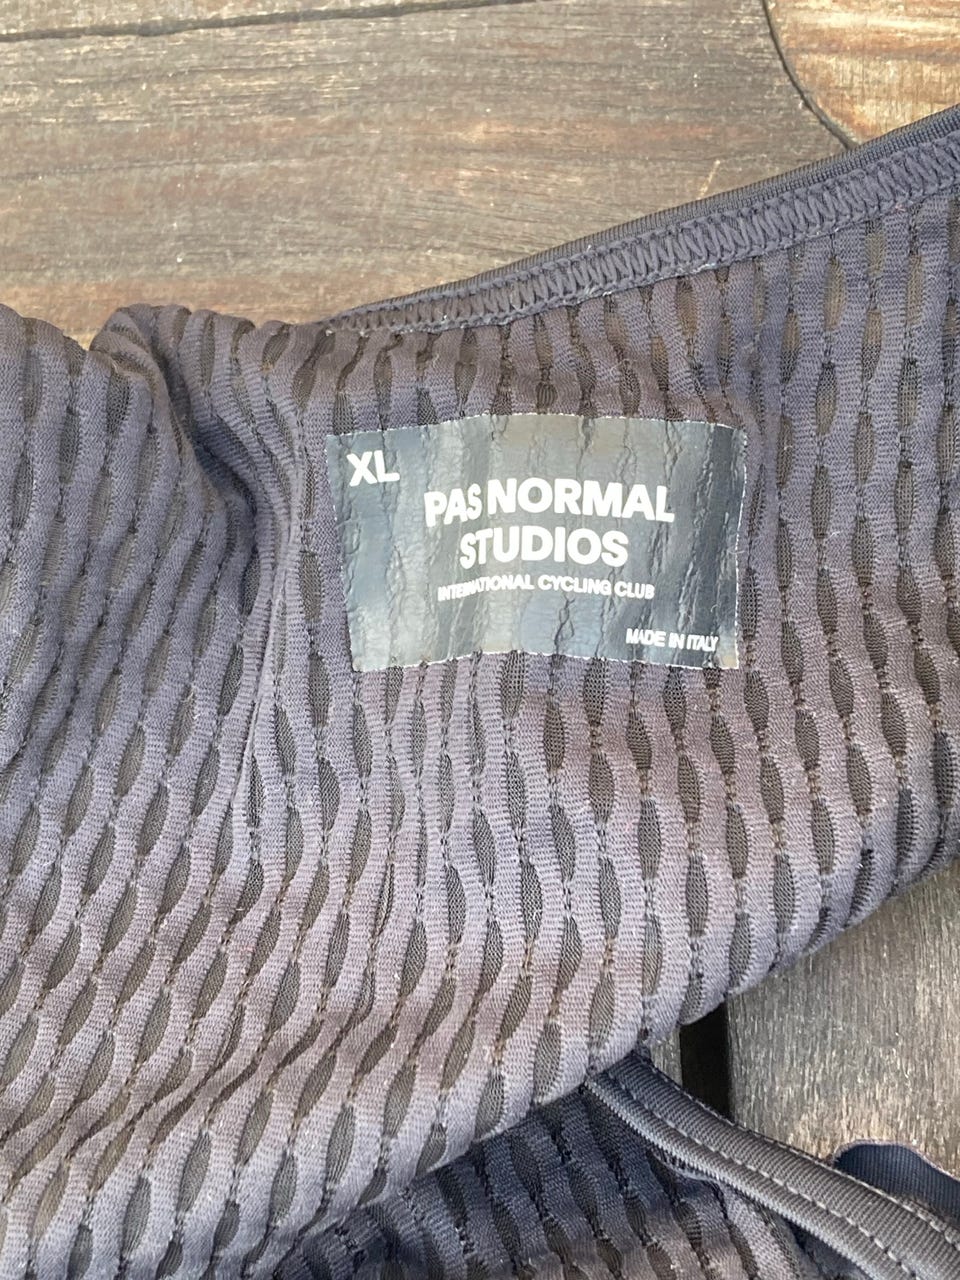 XL
PAS NORMAL
STUDIOS
INTERNATIONAL CYCLING CLUB
MADE IN ITALY